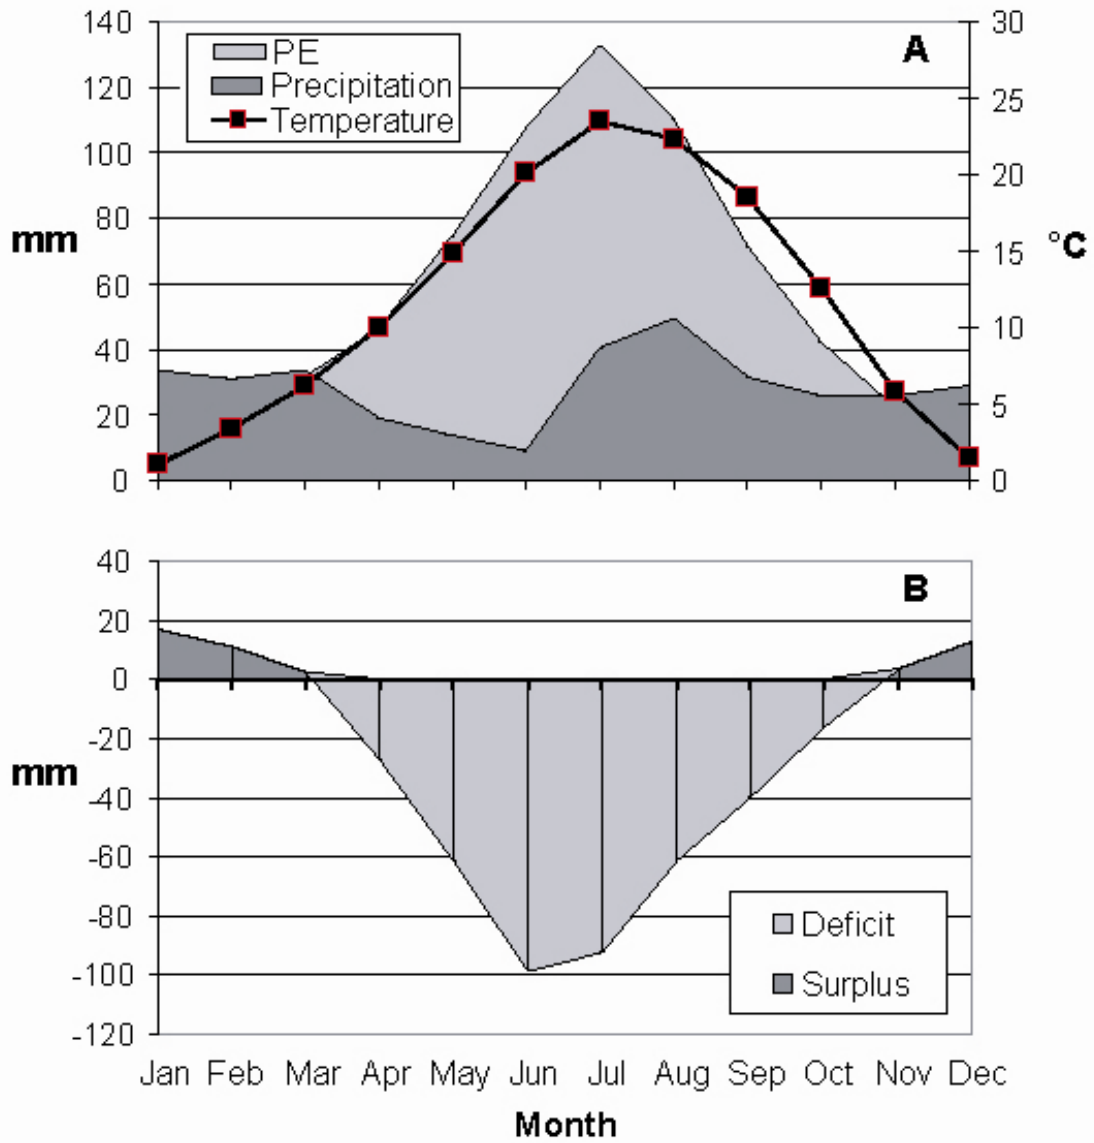 140
120
100
80
60
40
20
0
mm
PE
Precipitation
Temperature
A
30
25
20
15
10
5
0
°C
40
20
0
-20
-40
-60
-80
-100
-120
mm
B
Deficit
Surplus
Jan Feb Mar Apr May Jun Jul Aug Sep Oct Nov Dec
Month